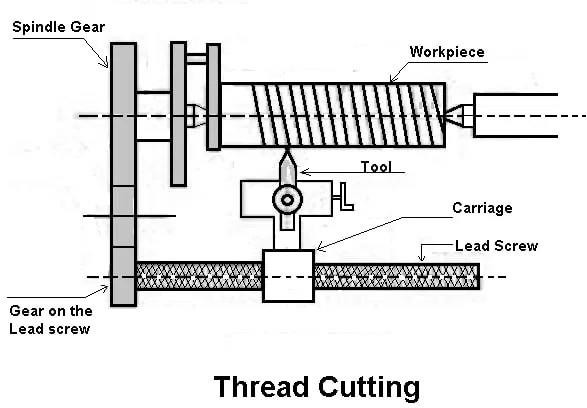 Spindle Gear
Workpiece
Tool
Carriage
Lead Screw
Gear on the
Lead screw
Thread Cutting